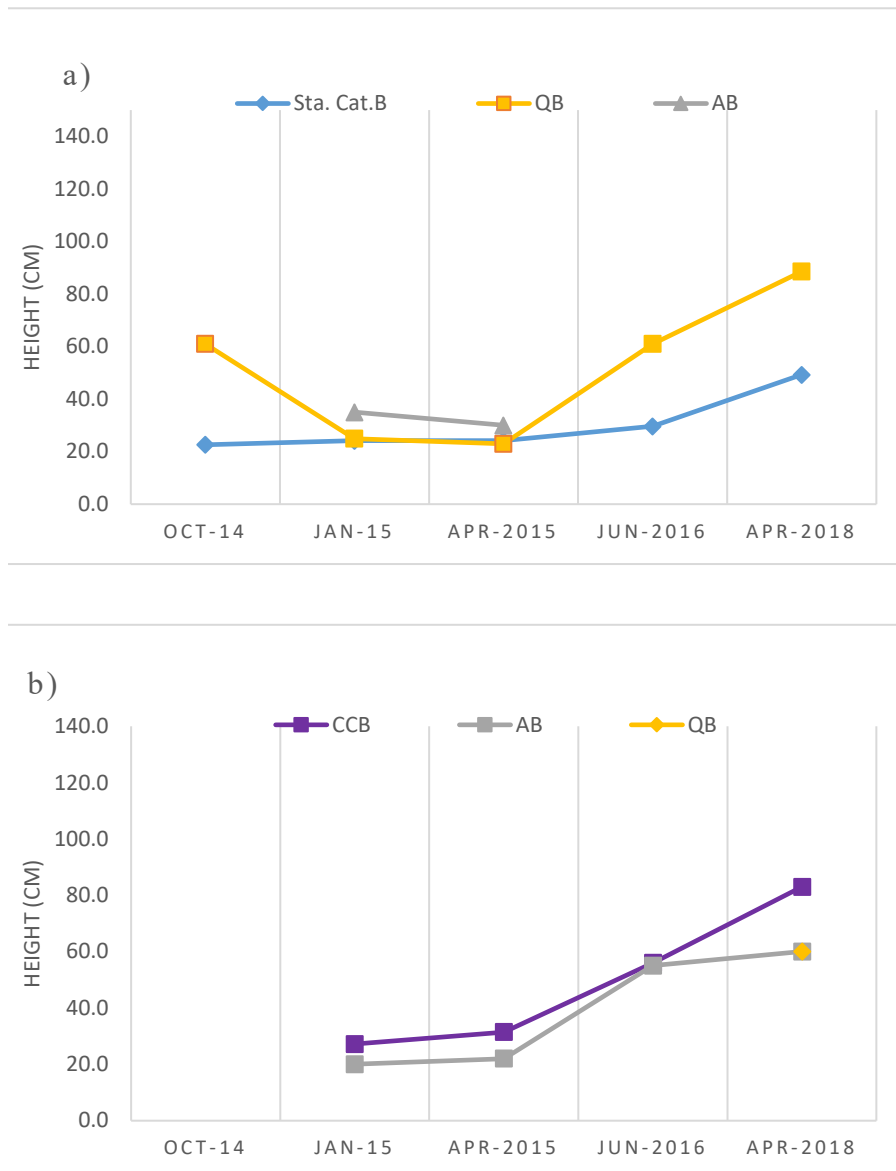 a)
Sta. Cat.B QB AB
140.0
120.0
100.0
80.0
60.0
40.0
20.0
0.0
HEIGHT (CM)
OCT-14 JAN-15 APR-2015 JUN-2016 APR-2018
b)
CCB AB QB
140.0
120.0
100.0
80.0
60.0
40.0
20.0
0.0
HEIGHT (CM)
OCT-14 JAN-15 APR-2015 JUN-2016 APR-2018